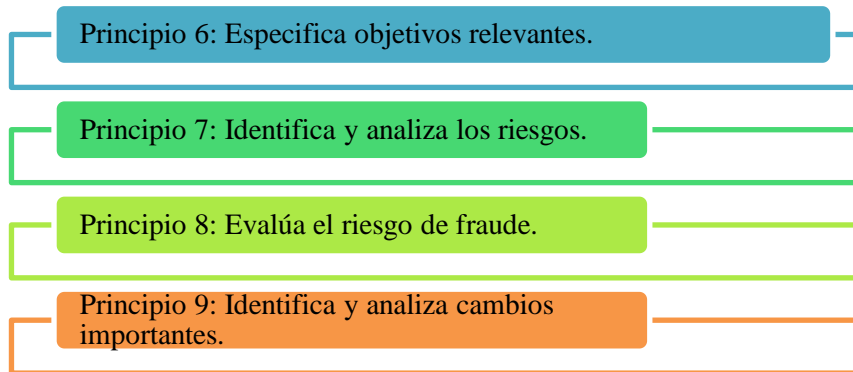 Principio 6: Especifica objetivos relevantes.
Principio 7: Identifica y analiza los riesgos.
Principio 8: Evalúa el riesgo de fraude.
Principio 9: Identifica y analiza cambios
importantes.